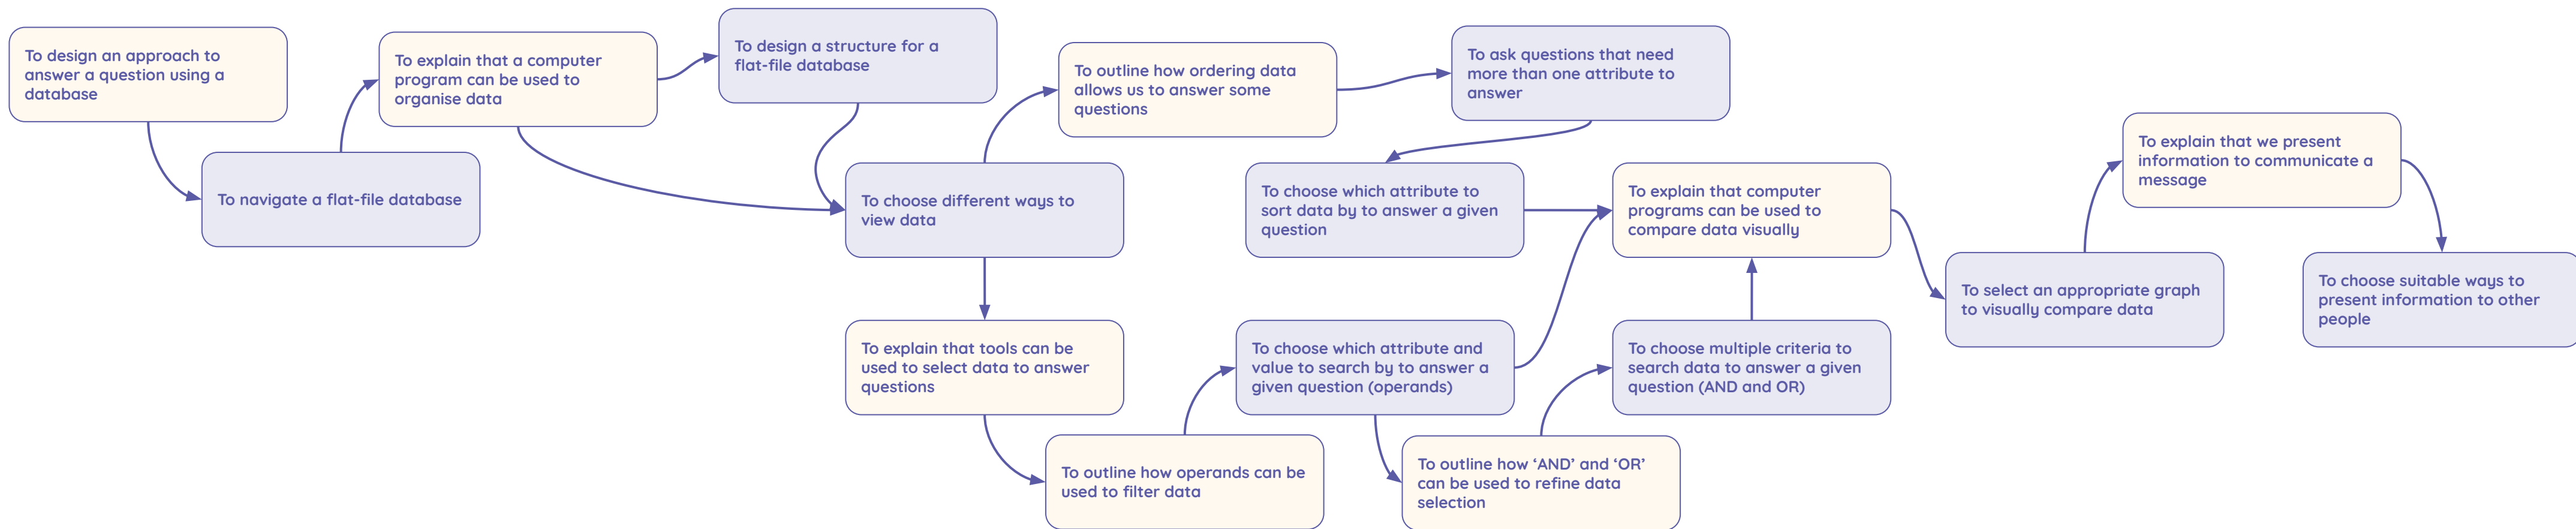 To design an approach to
answer a question using a
database
To navigate a flat-file database
To explain that a computer
program can be used to
organise data
To design a structure for a
flat-file database
To choose different ways to
view data
To outline how ordering data
allows us to answer some
questions
To ask questions that need
more than one attribute to
answer
To choose which attribute to
sort data by to answer a given
question
To explain that tools can be
used to select data to answer
questions
To outline how operands can be
used to filter data
To choose which attribute and
value to search by to answer a
given question (operands)
To outline how ‘AND’ and ‘OR’
can be used to refine data
selection
To choose multiple criteria to
search data to answer a given
question (AND and OR)
To explain that computer
programs can be used to
compare data visually
To select an appropriate graph
to visually compare data
To explain that we present
information to communicate a
message
To choose suitable ways to
present information to other
people